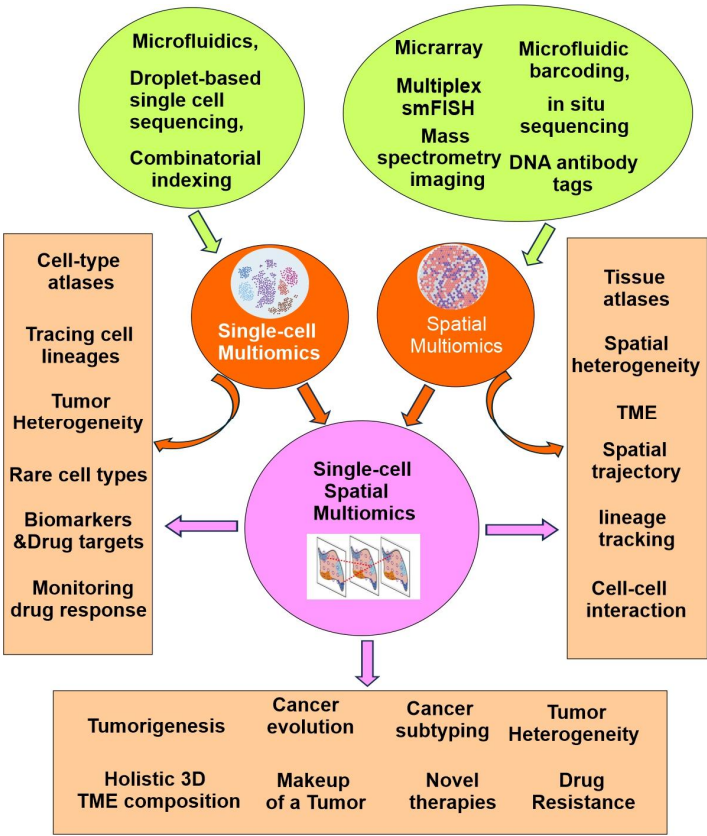 Microfluidics,
Droplet-based
single cell
sequencing,
Combinatorial
indexing
Micrarray
Multiplex
smFISH
Mass
spectrometry
imaging
Microfluidic
barcoding,
in situ
sequencing
DNA antibody
tags
Single-cell
Multiomics
Spatial
Multiomics
Cell-type
atlases
Tracing cell
lineages
Tumor
Heterogeneity
Rare cell types
Biomarkers
&Drug targets
Monitoring
drug response
Single-cell
Spatial
Multiomics
Tissue
atlases
Spatial
heterogeneity
TME
Spatial
trajectory
lineage
tracking
Cell-cell
interaction
Tumorigenesis
Cancer
evolution
Cancer
subtyping
Tumor
Heterogeneity
Holistic 3D
TME composition
Makeup
of a Tumor
Novel
therapies
Drug
Resistance